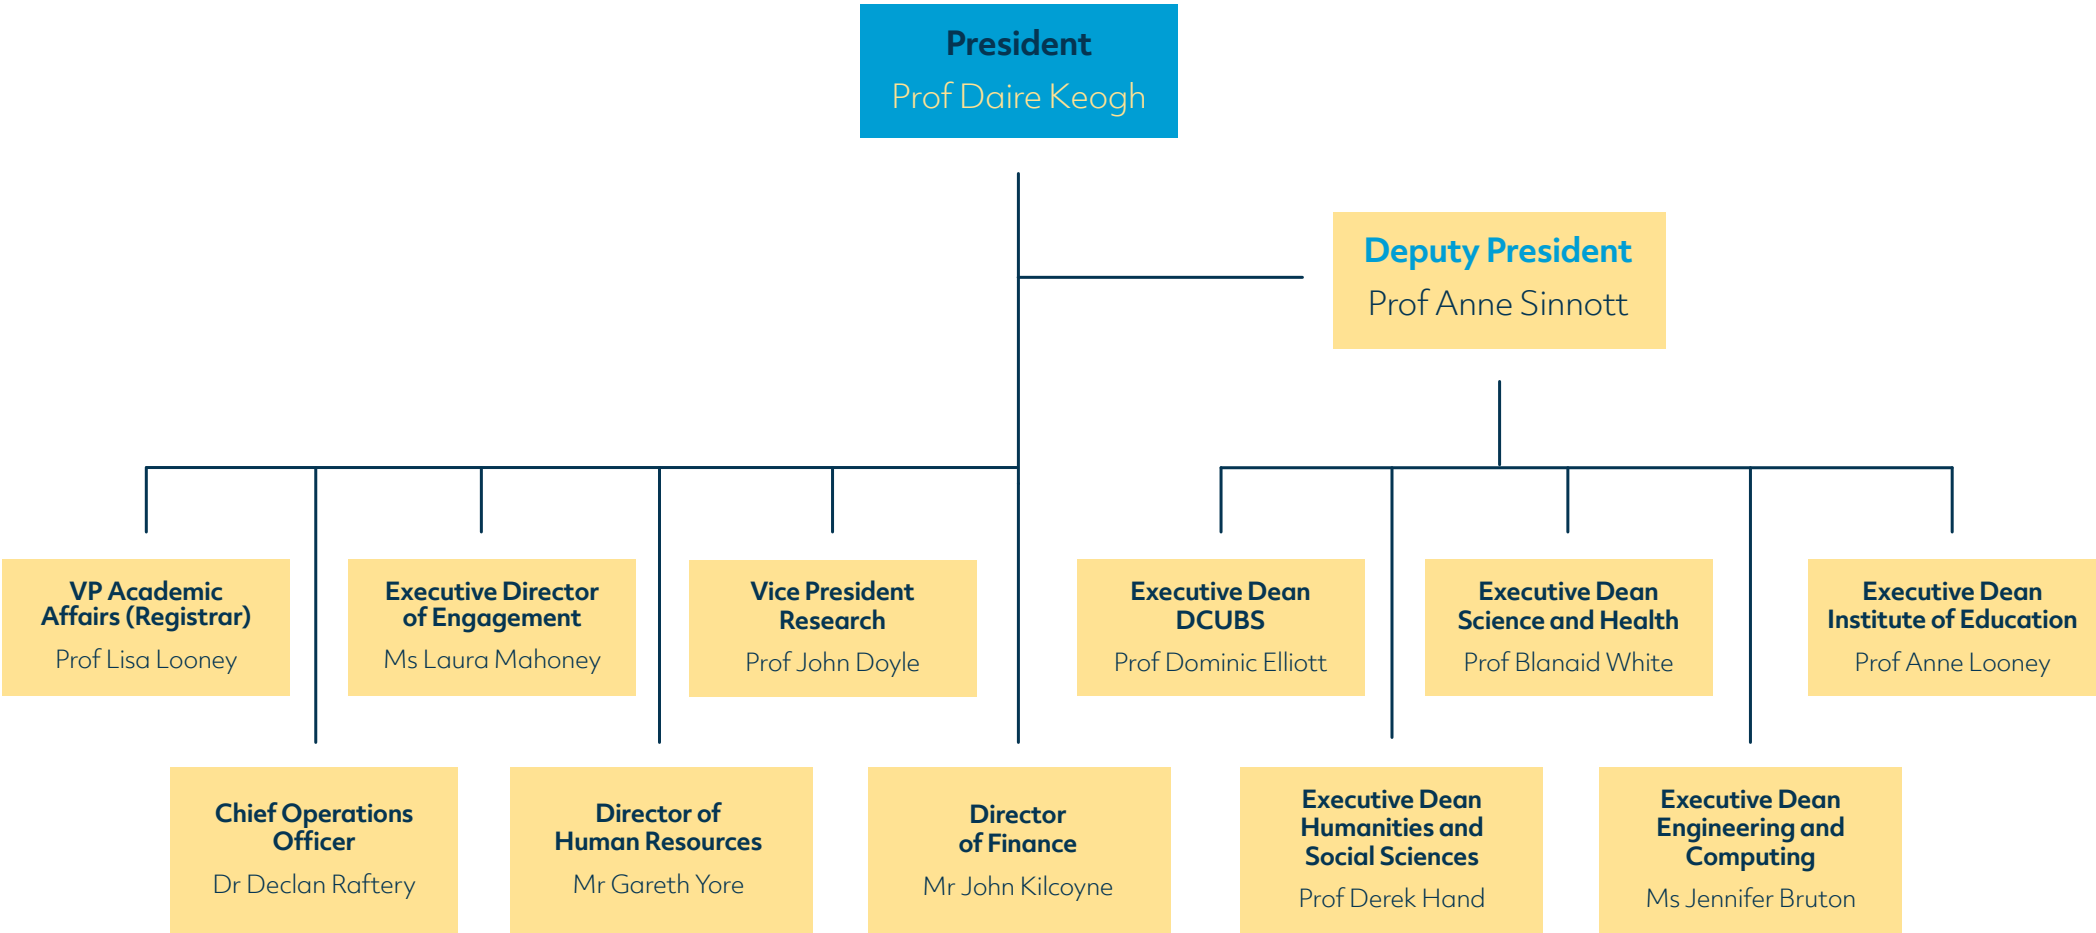 President
Prof Daire Keogh
Deputy President
Prof Anne Sinnott
VP Academic
Affairs (Registrar)
Prof Lisa Looney
Executive Director
of Engagement
Ms Laura Mahoney
Vice President
Research
Prof John Doyle
Executive Dean
DCUBS
Prof Dominic Elliott
Executive Dean
Science and Health
Prof Blanaid White
Executive Dean
Institute of Education
Prof Anne Looney
Chief Operations
Officer
Dr Declan Raftery
Director of
Human Resources
Mr Gareth Yore
Director
of Finance
Mr John Kilcoyne
Executive Dean
Humanities and
Social Sciences
Prof Derek Hand
Executive Dean
Engineering and
Computing
Ms Jennifer Bruton